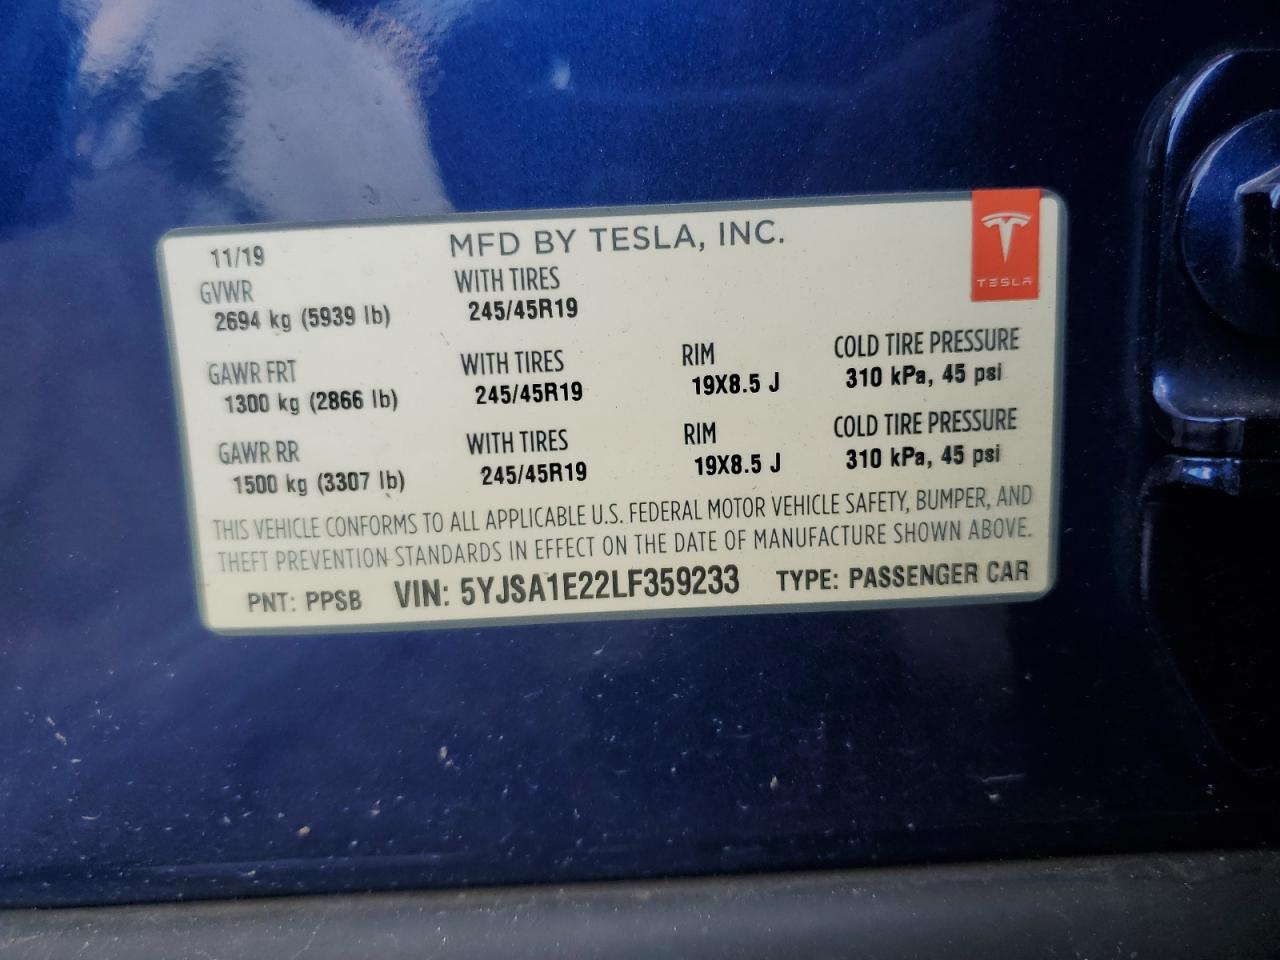 11/19 MFD BY TESLA, INC.
TESLA
GVWR WITH TIRES
2694 kg (5939 lb) 245/45R19
GAWR FRT WITH TIRES RIM COLD TIRE PRESSURE
1300 kg (2866 lb) 245/45R19 19X8.5 J 310 kPa, 45 psi
GAWR RR WITH TIRES RIM COLD TIRE PRESSURE
1500 kg (3307 lb) 245/45R19 19X8.5 J 310 kPa, 45 psi
THIS VEHICLE CONFORMS TO ALL APPLICABLE U.S. FEDERAL MOTOR VEHICLE SAFETY, BUMPER, AND
THEFT PREVENTION STANDARDS IN EFFECT ON THE DATE OF MANUFACTURE SHOWN ABOVE.
PNT: PPSB VIN: 5YJSA1E22LF359233 TYPE: PASSENGER CAR